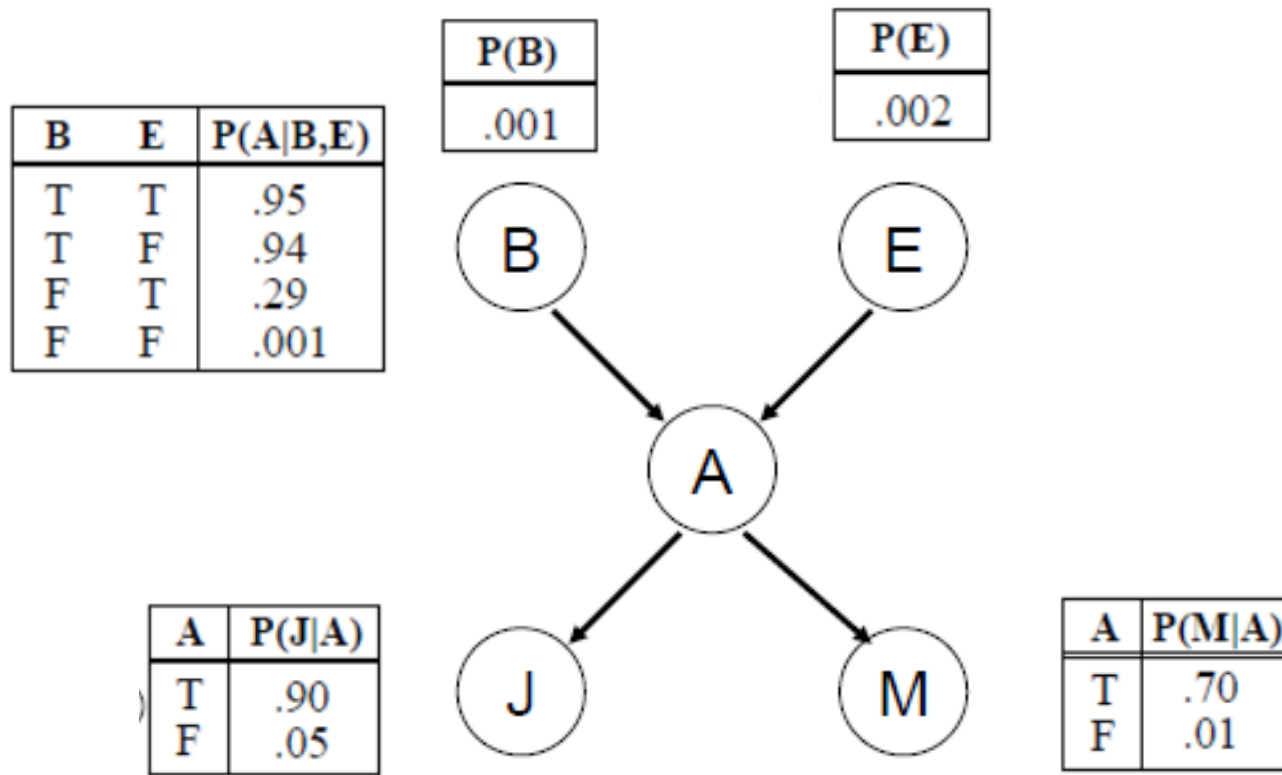 P(B)
.001
P(E)
.002
B E P(A|B,E)
T T .95
T F .94
F T .29
F F .001
B
E
A
J
M
A P(J|A)
T .90
F .05
A P(M|A)
T .70
F .01
)